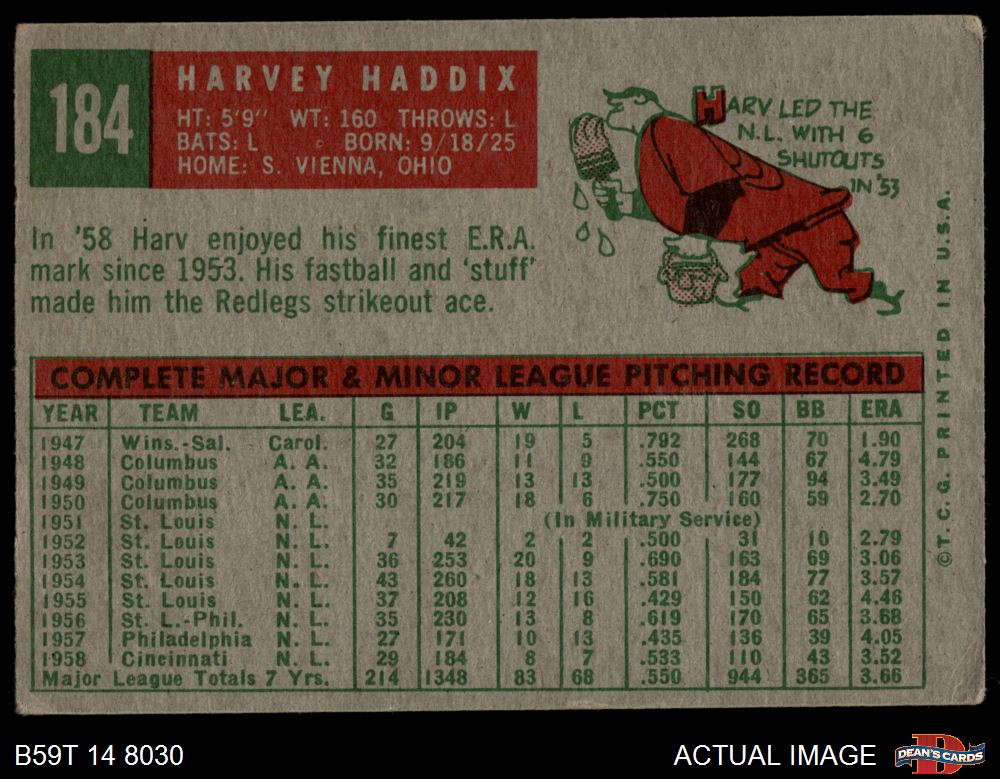 184
HARVEY HADDIX
HT: 5'9" WT: 160 THROWS: L
BATS: L BORN: 9/18/25
HOME: S. VIENNA, OHIO
HARV LED THE
N.L. WITH 6
SHUTOUTS
IN '53
In '58 Harv enjoyed his finest E.R.A.
mark since 1953. His fastball and 'stuff'
made him the Redlegs strikeout ace.
COMPLETE MAJOR & MINOR LEAGUE PITCHING RECORD
YEAR TEAM LEA. G IP W L PCT SO BB ERA
1947 Wins.-Sal. Carol. 27 204 19 5 .792 268 70 1.90
1948 Columbus A. A. 32 186 11 9 .550 144 67 4.79
1949 Columbus A. A. 35 219 13 13 .500 177 94 3.49
1950 Columbus A. A. 30 217 18 6 .750 160 59 2.70
1951 St. Louis N. L. (In Military Service)
1952 St. Louis N. L. 7 42 2 2 .500 31 10 2.79
1953 St. Louis N. L. 36 253 20 9 .690 163 69 3.06
1954 St. Louis N. L. 43 260 18 13 .581 184 77 3.57
1955 St. Louis N. L. 37 208 12 16 .429 150 62 4.46
1956 St. L.-Phil. N. L. 35 230 13 8 .619 170 65 3.68
1957 Philadelphia N. L. 27 171 10 13 .435 136 39 4.05
1958 Cincinnati N. L. 29 184 8 7 .533 110 43 3.52
Major League Totals 7 Yrs. 214 1348 83 68 .550 944 365 3.66
©T. C. G. PRINTED IN U.S.A.
B59T 14 8030
ACTUAL IMAGE
DEAN'S CARDS